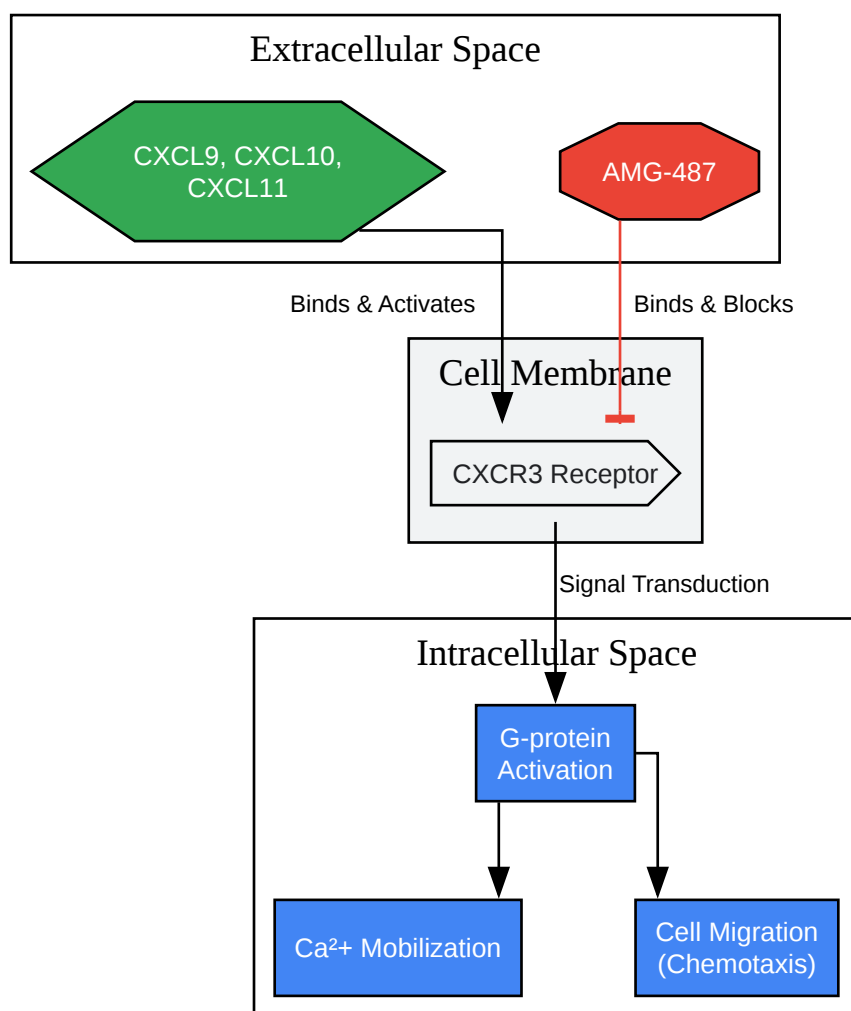 Extracellular Space
CXCL9, CXCL10,
CXCL11
AMG-487
Binds & Activates
Binds & Blocks
Cell Membrane
CXCR3 Receptor
Signal Transduction
Intracellular Space
G-protein
Activation
Ca²+ Mobilization
Cell Migration
(Chemotaxis)